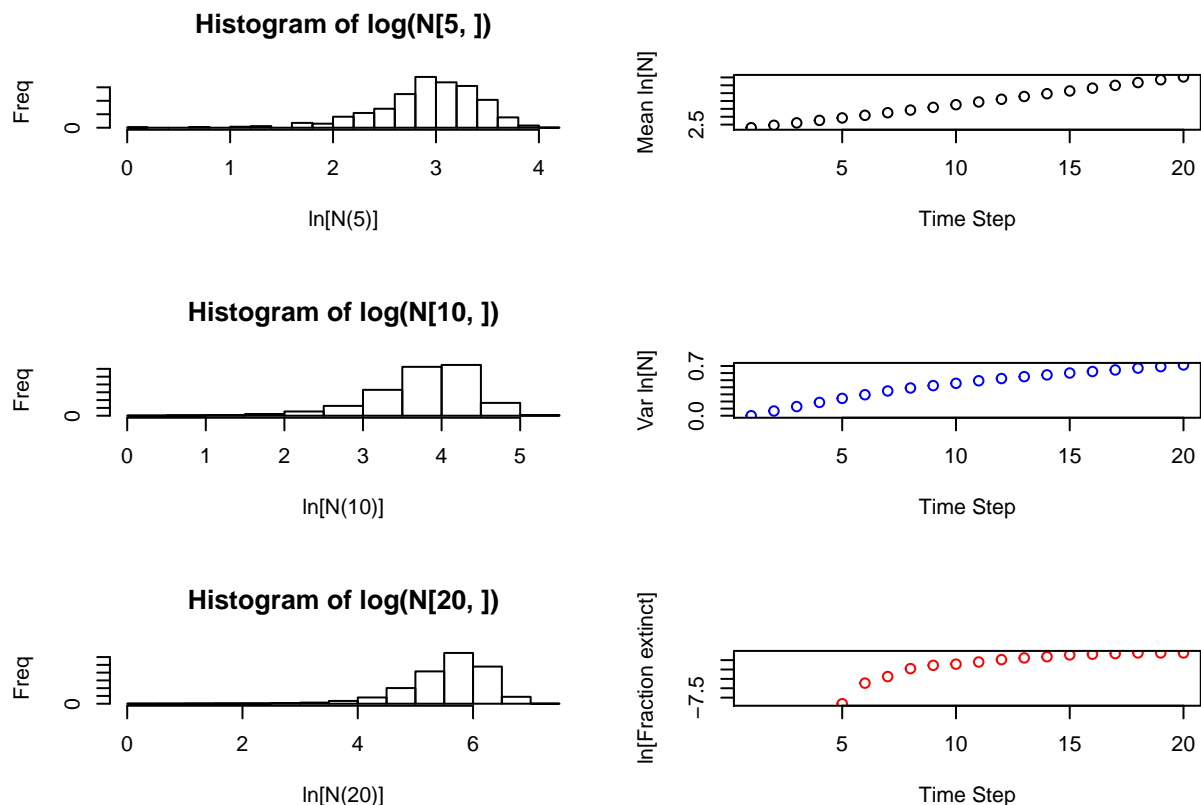 Histogram of log(N[5, ])
Freq
0
0 1 2 3 4
ln[N(5)]
Mean ln[N]
2.5
5 10 15 20
Time Step
Histogram of log(N[10, ])
Freq
0
0 1 2 3 4 5
ln[N(10)]
Var ln[N]
0.0 0.7
5 10 15 20
Time Step
Histogram of log(N[20, ])
Freq
0
0 2 4 6
ln[N(20)]
ln[Fraction extinct]
−7.5
5 10 15 20
Time Step